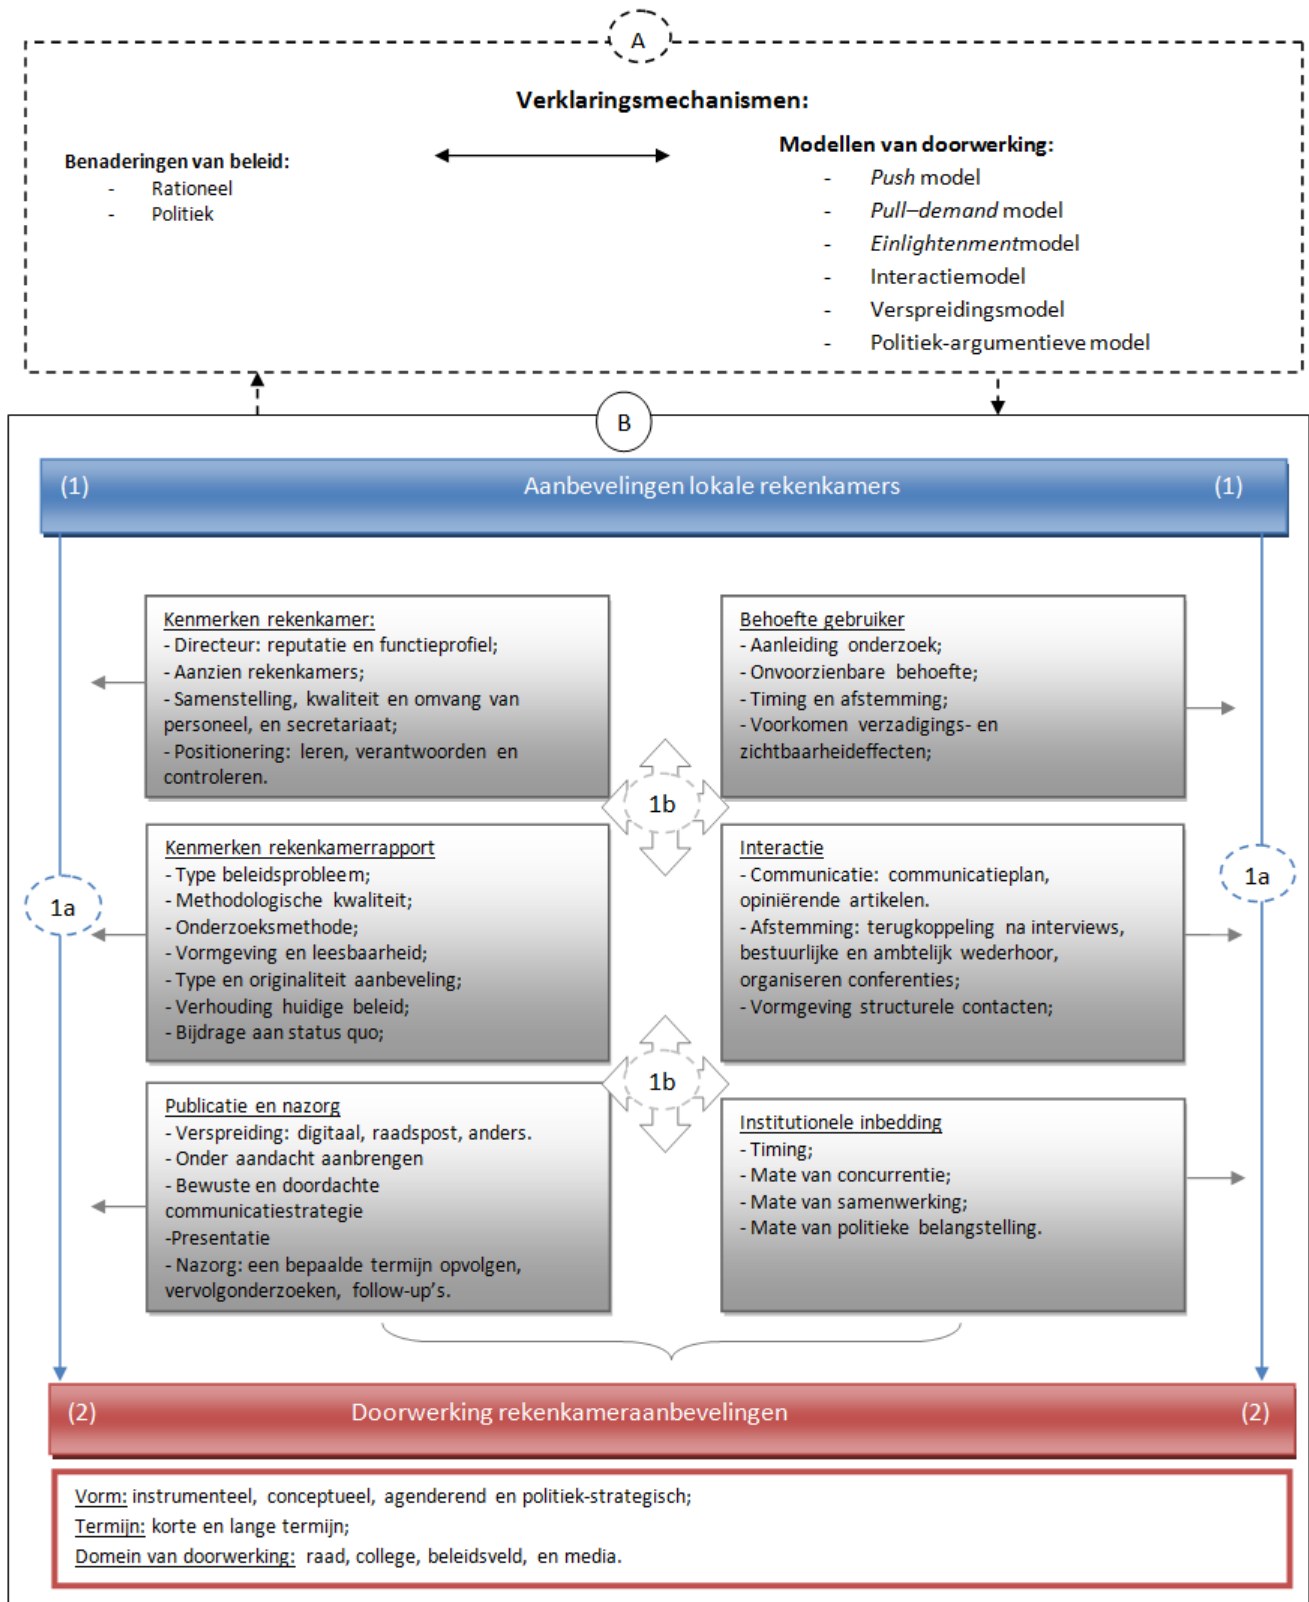 A
Verklaringsmechanismen:
Benaderingen van beleid:
- Rationeel
- Politiek
Modellen van doorwerking:
- Push model
- Pull–demand model
- Einlightenmentmodel
- Interactiemodel
- Verspreidingsmodel
- Politiek-argumentieve model
B
(1) Aanbevelingen lokale rekenkamers (1)
Kenmerken rekenkamer:
- Directeur: reputatie en functieprofiel;
- Aanzien rekenkamers;
- Samenstelling, kwaliteit en omvang van
personeel, en secretariaat;
- Positionering: leren, verantwoorden en
controleren.
Behoefte gebruiker
- Aanleiding onderzoek;
- Onvoorzienbare behoefte;
- Timing en afstemming;
- Voorkomen verzadigings- en
zichtbaarheideffecten;
1b
Kenmerken rekenkamerrapport
- Type beleidsprobleem;
- Methodologische kwaliteit;
- Onderzoeksmethode;
- Vormgeving en leesbaarheid;
- Type en originaliteit aanbeveling;
- Verhouding huidige beleid;
- Bijdrage aan status quo;
Interactie
- Communicatie: communicatieplan,
opiniërende artikelen.
- Afstemming: terugkoppeling na interviews,
bestuurlijke en ambtelijk wederhoor,
organiseren conferenties;
- Vormgeving structurele contacten;
1a
1a
1b
Publicatie en nazorg
- Verspreiding: digitaal, raadspost, anders.
- Onder aandacht aanbrengen
- Bewuste en doordachte
communicatiestrategie
-Presentatie
- Nazorg: een bepaalde termijn opvolgen,
vervolgonderzoeken, follow-up's.
Institutionele inbedding
- Timing;
- Mate van concurrentie;
- Mate van samenwerking;
- Mate van politieke belangstelling.
(2) Doorwerking rekenkameraanbevelingen (2)
Vorm: instrumenteel, conceptueel, agenderend en politiek-strategisch;
Termijn: korte en lange termijn;
Domein van doorwerking: raad, college, beleidsveld, en media.